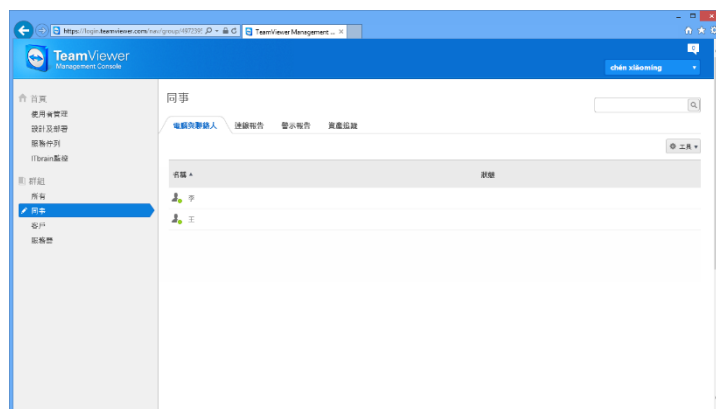 https://login.teamviewer.com/nav/group/497239
TeamViewer Management ...
TeamViewer
Management Console
chén xiǎoming
首頁
使用者管理
設計及部署
服務佇列
ITbrain監控
群組
所有
同事
客戶
服務器
同事
電腦與聯絡人
連線報告
警示報告
資產追蹤
工具
名稱
狀態
李
王